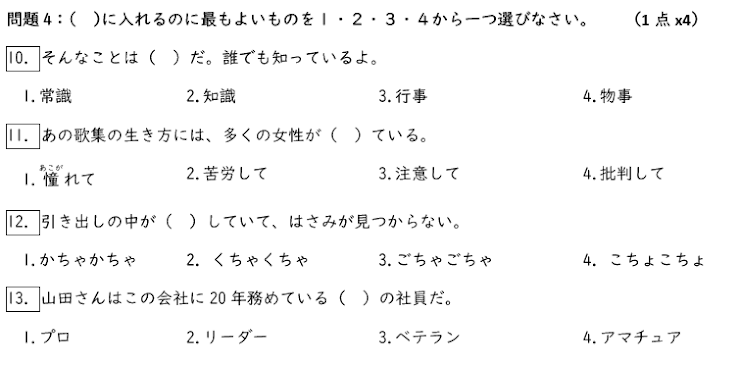 問題4:( )に入れるのに最もよいものを1・2・3・4から一つ選びなさい。 (1点 x4)
10. そんなことは( )だ。誰でも知っているよ。
1. 常識 2. 知識 3. 行事 4. 物事
11. あの歌集の生き方には、多くの女性が( )ている。
あこが
1. 憧れて 2. 苦労して 3. 注意して 4. 批判して
12. 引き出しの中が( )していて、はさみが見つからない。
1. かちゃかちゃ 2. くちゃくちゃ 3. ごちゃごちゃ 4. こちょこちょ
13. 山田さんはこの会社に20年務めている( )の社員だ。
1. プロ 2. リーダー 3. ベテラン 4. アマチュア